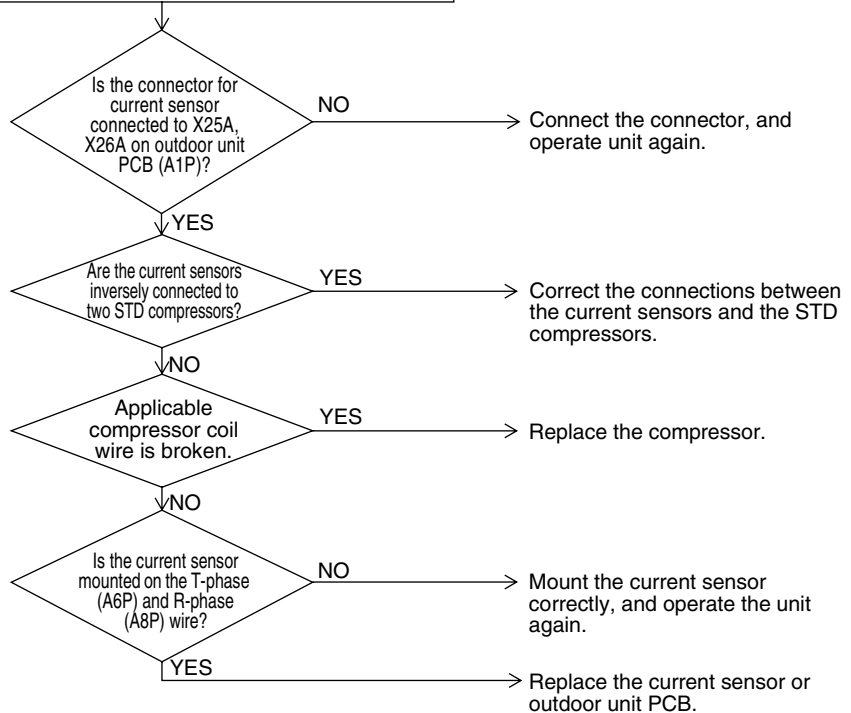 Is the connector for
current sensor
connected to X25A,
X26A on outdoor unit
PCB (A1P)?
NO
Connect the connector, and
operate unit again.
YES
Are the current sensors
inversely connected to
two STD compressors?
YES
Correct the connections between
the current sensors and the STD
compressors.
NO
Applicable
compressor coil
wire is broken.
YES
Replace the compressor.
NO
Is the current sensor
mounted on the T-phase
(A6P) and R-phase
(A8P) wire?
NO
Mount the current sensor
correctly, and operate the unit
again.
YES
Replace the current sensor or
outdoor unit PCB.